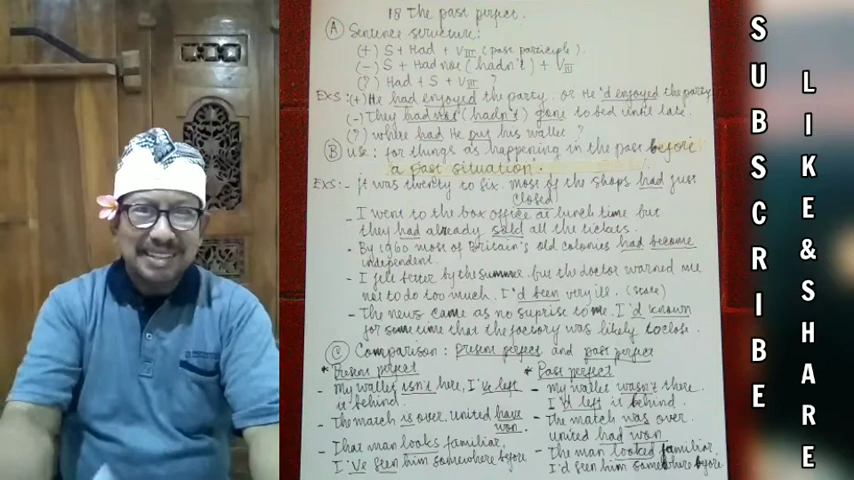 18 The past perfect.
Ⓐ Sentence structure:
(+) S + Had + VIII (past participle).
(-) S + Had not (hadn't) + VIII
(?) Had + S + VIII ?
EXS: (+) He had enjoyed the party. or He'd enjoyed the party
(-) They had not (hadn't) gone to bed until late.
(?) where had He put his wallet ?
Ⓑ Use: for things as happening in the past before
a past situation.
EXS: - It was twenty to six. most of the shops had just
closed
- I went to the box office at lunch time but
they had already sold all the tickets.
- By 1960 most of Britain's old colonies had become
independent.
- I felt better by the summer. but the doctor warned me
not to do too much. I'd been very ill. (state)
- The news came as no suprise to me. I'd known
for some time that the factory was likely to close.
Ⓒ Comparison: present perfect and past perfect
* Present perfect
- My wallet isn't here, I've left
it behind.
- The match is over. united have
won.
- That man looks familiar.
I've seen him somewhere before
* Past perfect
- My wallet wasn't there.
I'd left is behind.
- The match was over.
united had won
- The man looked familiar.
I'd seen him somewhere before.
SUBSCRIBE
LIKE & SHARE